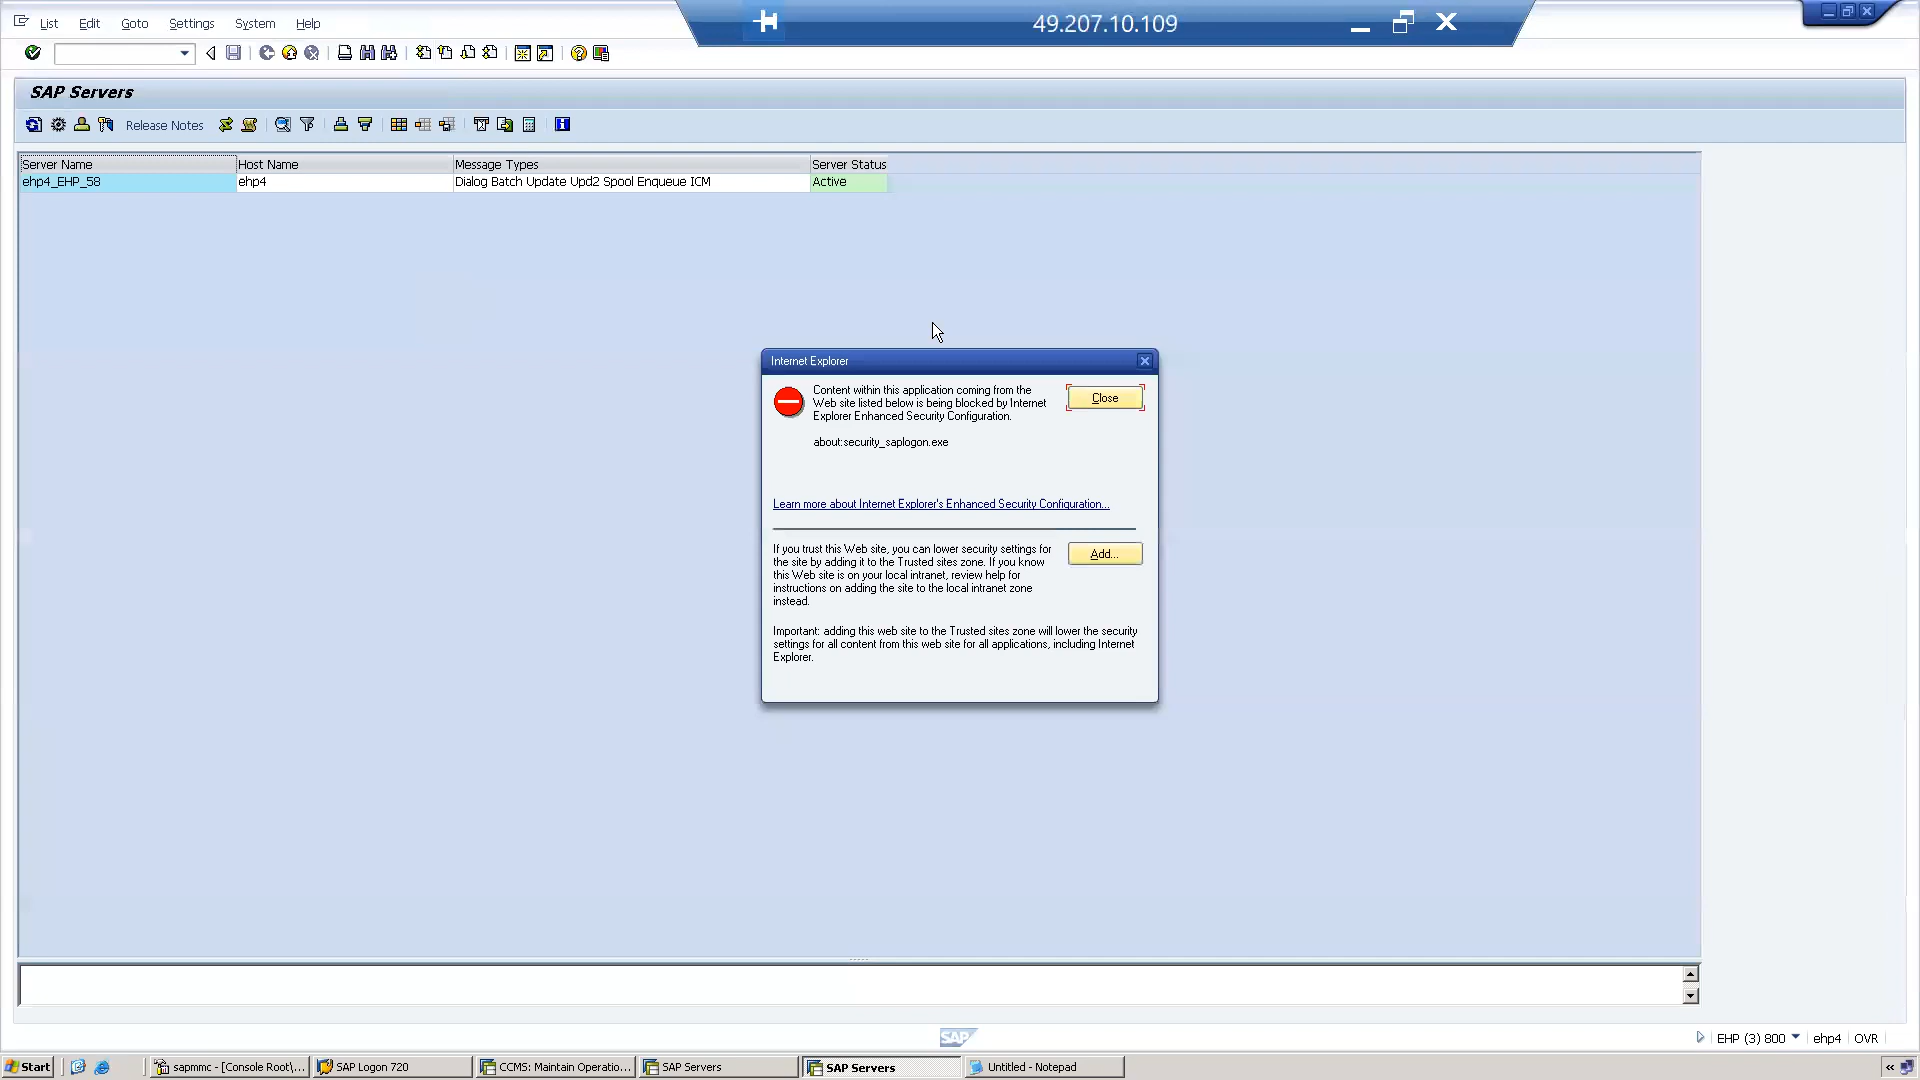 List Edit Goto Settings System Help
49.207.10.109
SAP Servers
Release Notes
Server Name Host Name Message Types Server Status
ehp4_EHP_58 ehp4 Dialog Batch Update Upd2 Spool Enqueue ICM Active
Internet Explorer
Content within this application coming from the
Web site listed below is being blocked by Internet
Explorer Enhanced Security Configuration.
Close
about:security_saplogon.exe
Learn more about Internet Explorer's Enhanced Security Configuration...
If you trust this Web site, you can lower security settings for
the site by adding it to the Trusted sites zone. If you know
this Web site is on your local intranet, review help for
instructions on adding the site to the local intranet zone
instead.
Add...
Important: adding this web site to the Trusted sites zone will lower the security
settings for all content from this web site for all applications, including Internet
Explorer.
SAP
EHP (3) 800 ehp4 OVR
Start sapmmc - [Console Root\... SAP Logon 720 CCMS: Maintain Operatio... SAP Servers SAP Servers Untitled - Notepad «